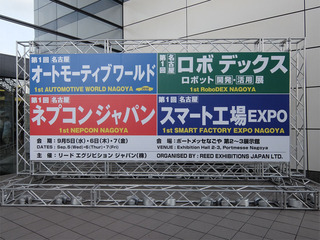 第1回 名古屋
オートモーティブワールド
1st AUTOMOTIVE WORLD NAGOYA
第1回 名古屋
ロボデックス
ロボット 開発・活用 展
1st RoboDEX NAGOYA
第1回 名古屋
ネプコン ジャパン
1st NEPCON NAGOYA
第1回 名古屋
スマート工場EXPO
1st SMART FACTORY EXPO NAGOYA
会 期：9月5日(水)・6日(木)・7(金)
DATES : Sep.5(Wed)・6(Thur)・7(Fri)
会 場：ポートメッセなごや 第2〜3展示館
VENUE : Exhibition Hall 2-3, Portmesse Nagoya
主 催：リード エグジビション ジャパン(株)
ORGANISED BY : REED EXHIBITIONS JAPAN LTD.